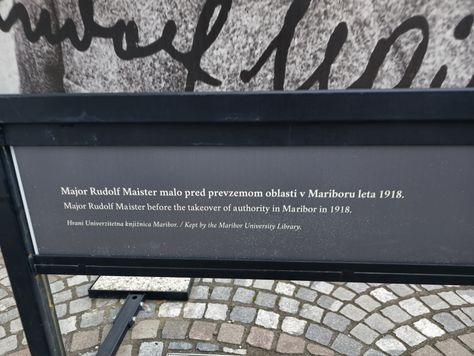 Major Rudolf Maister malo pred prevzemom oblasti v Mariboru leta 1918.
Major Rudolf Maister before the takeover of authority in Maribor in 1918.
Hrani Univerzitetna knjižnica Maribor. / Kept by the Maribor University Library.